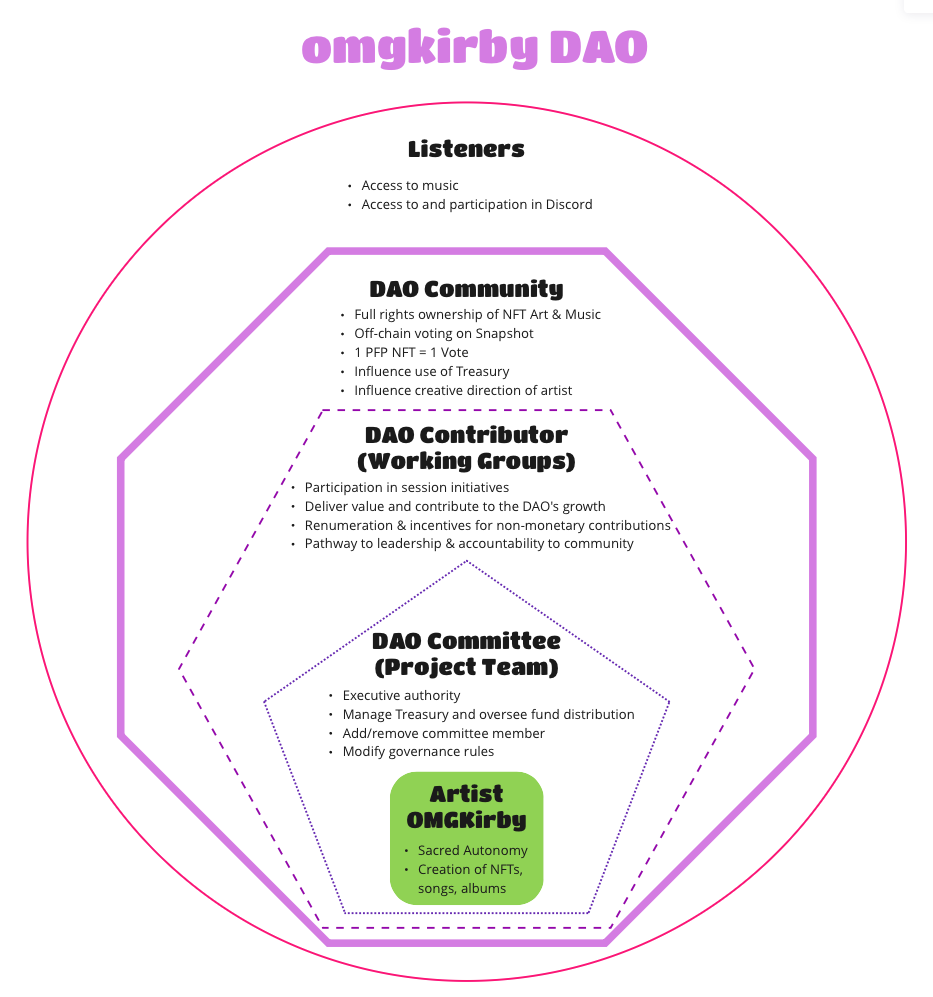 omgkirby DAO
Listeners
• Access to music
• Access to and participation in Discord
DAO Community
• Full rights ownership of NFT Art & Music
• Off-chain voting on Snapshot
• 1 PFP NFT = 1 Vote
• Influence use of Treasury
• Influence creative direction of artist
DAO Contributor
(Working Groups)
• Participation in session initiatives
• Deliver value and contribute to the DAO's growth
• Renumeration & incentives for non-monetary contributions
• Pathway to leadership & accountability to community
DAO Committee
(Project Team)
• Executive authority
• Manage Treasury and oversee fund distribution
• Add/remove committee member
• Modify governance rules
Artist
OMGKirby
• Sacred Autonomy
• Creation of NFTs,
songs, albums